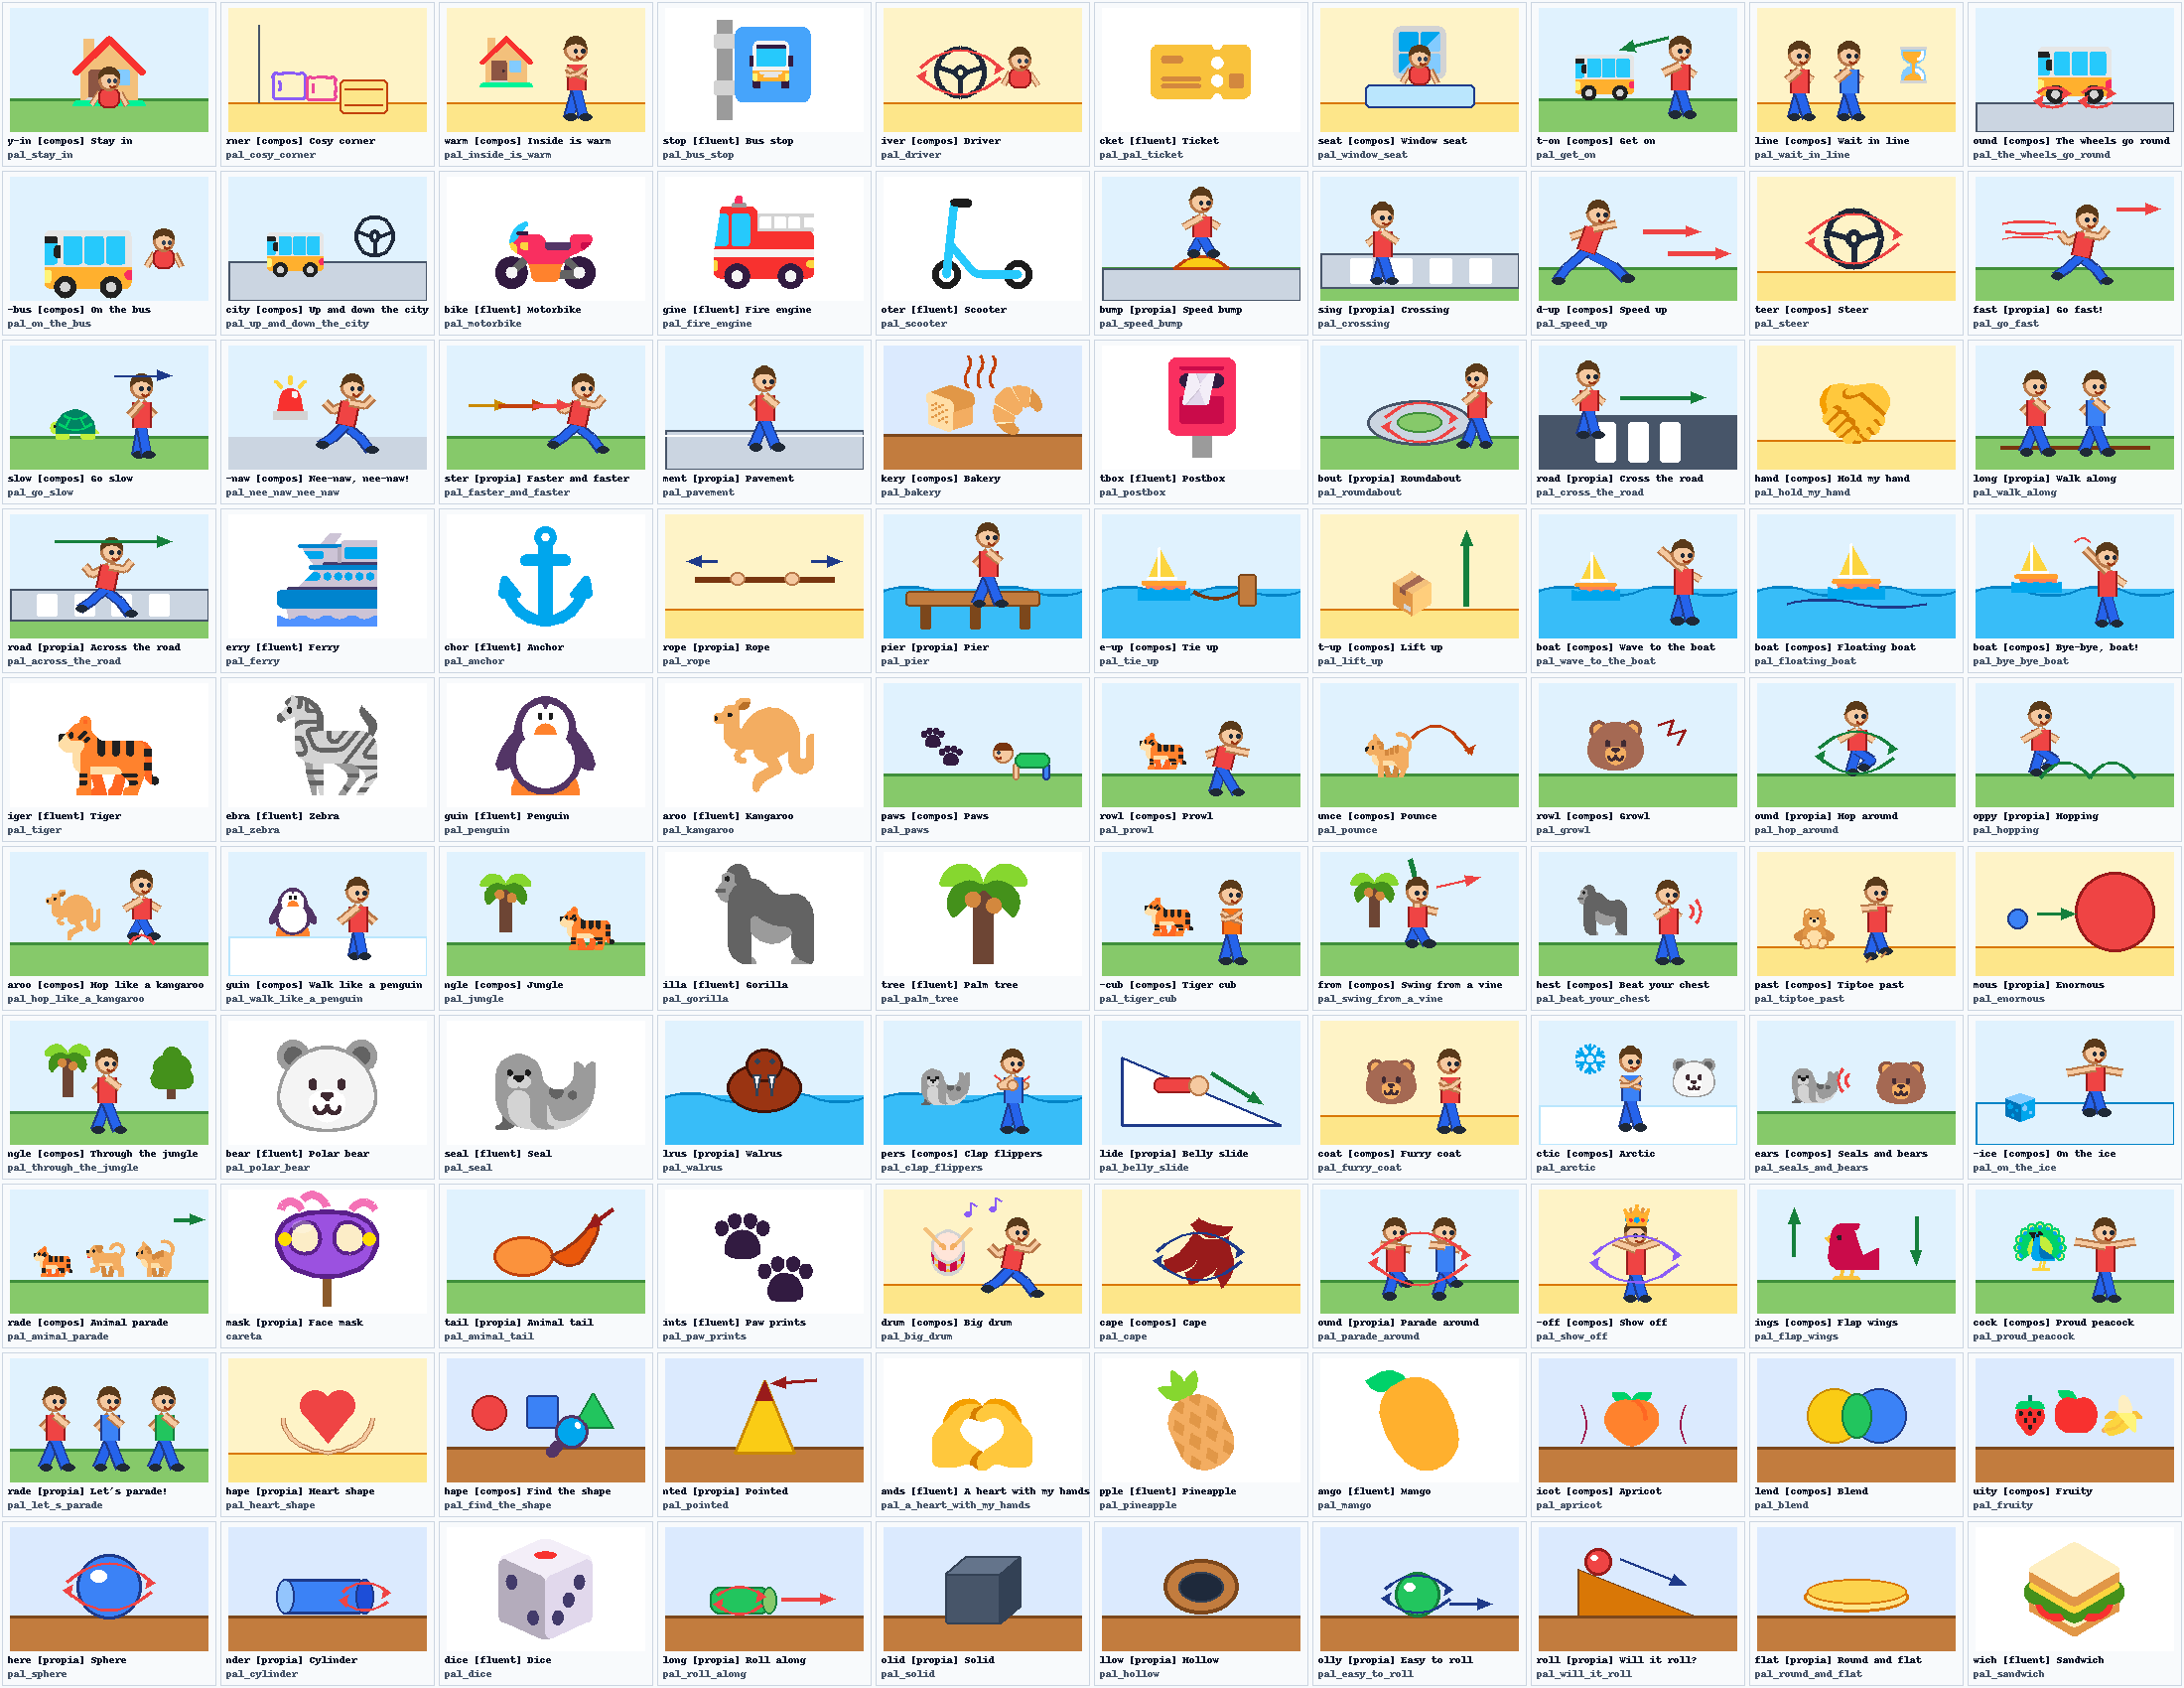 y-in [compos] Stay in
pal_stay_in
rner [compos] Cosy corner
pal_cosy_corner
warm [compos] Inside is warm
pal_inside_is_warm
stop [fluent] Bus stop
pal_bus_stop
iver [compos] Driver
pal_driver
cket [fluent] Ticket
pal_pal_ticket
seat [compos] Window seat
pal_window_seat
t-on [compos] Get on
pal_get_on
line [compos] Wait in line
pal_wait_in_line
ound [compos] The wheels go round
pal_the_wheels_go_round
-bus [compos] On the bus
pal_on_the_bus
city [compos] Up and down the city
pal_up_and_down_the_city
bike [fluent] Motorbike
pal_motorbike
gine [fluent] Fire engine
pal_fire_engine
oter [fluent] Scooter
pal_scooter
bump [propia] Speed bump
pal_speed_bump
sing [propia] Crossing
pal_crossing
d-up [compos] Speed up
pal_speed_up
teer [compos] Steer
pal_steer
fast [propia] Go fast!
pal_go_fast
slow [compos] Go slow
pal_go_slow
-naw [compos] Nee-naw, nee-naw!
pal_nee_naw_nee_naw
ster [propia] Faster and faster
pal_faster_and_faster
ment [propia] Pavement
pal_pavement
kery [compos] Bakery
pal_bakery
tbox [fluent] Postbox
pal_postbox
bout [propia] Roundabout
pal_roundabout
road [propia] Cross the road
pal_cross_the_road
hand [compos] Hold my hand
pal_hold_my_hand
long [propia] Walk along
pal_walk_along
road [propia] Across the road
pal_across_the_road
erry [fluent] Ferry
pal_ferry
chor [fluent] Anchor
pal_anchor
rope [propia] Rope
pal_rope
pier [propia] Pier
pal_pier
e-up [compos] Tie up
pal_tie_up
t-up [compos] Lift up
pal_lift_up
boat [compos] Wave to the boat
pal_wave_to_the_boat
boat [compos] Floating boat
pal_floating_boat
boat [compos] Bye-bye, boat!
pal_bye_bye_boat
iger [fluent] Tiger
pal_tiger
ebra [fluent] Zebra
pal_zebra
guin [fluent] Penguin
pal_penguin
aroo [fluent] Kangaroo
pal_kangaroo
paws [compos] Paws
pal_paws
rowl [compos] Prowl
pal_prowl
unce [compos] Pounce
pal_pounce
rowl [compos] Growl
pal_growl
ound [propia] Hop around
pal_hop_around
oppy [propia] Hopping
pal_hopping
aroo [compos] Hop like a kangaroo
pal_hop_like_a_kangaroo
guin [compos] Walk like a penguin
pal_walk_like_a_penguin
ngle [compos] Jungle
pal_jungle
illa [fluent] Gorilla
pal_gorilla
tree [fluent] Palm tree
pal_palm_tree
-cub [compos] Tiger cub
pal_tiger_cub
from [compos] Swing from a vine
pal_swing_from_a_vine
hest [compos] Beat your chest
pal_beat_your_chest
past [compos] Tiptoe past
pal_tiptoe_past
mous [propia] Enormous
pal_enormous
ngle [compos] Through the jungle
pal_through_the_jungle
bear [fluent] Polar bear
pal_polar_bear
seal [fluent] Seal
pal_seal
lrus [propia] Walrus
pal_walrus
pers [compos] Clap flippers
pal_clap_flippers
lide [propia] Belly slide
pal_belly_slide
coat [compos] Furry coat
pal_furry_coat
ctic [compos] Arctic
pal_arctic
ears [compos] Seals and bears
pal_seals_and_bears
-ice [compos] On the ice
pal_on_the_ice
rade [compos] Animal parade
pal_animal_parade
mask [propia] Face mask
careta
tail [propia] Animal tail
pal_animal_tail
ints [fluent] Paw prints
pal_paw_prints
drum [compos] Big drum
pal_big_drum
cape [compos] Cape
pal_cape
ound [propia] Parade around
pal_parade_around
-off [compos] Show off
pal_show_off
ings [compos] Flap wings
pal_flap_wings
cock [compos] Proud peacock
pal_proud_peacock
rade [propia] Let's parade!
pal_let_s_parade
hape [propia] Heart shape
pal_heart_shape
hape [compos] Find the shape
pal_find_the_shape
nted [propia] Pointed
pal_pointed
ands [fluent] A heart with my hands
pal_a_heart_with_my_hands
pple [fluent] Pineapple
pal_pineapple
ango [fluent] Mango
pal_mango
icot [compos] Apricot
pal_apricot
lend [compos] Blend
pal_blend
uity [compos] Fruity
pal_fruity
here [propia] Sphere
pal_sphere
nder [propia] Cylinder
pal_cylinder
dice [fluent] Dice
pal_dice
long [propia] Roll along
pal_roll_along
olid [propia] Solid
pal_solid
llow [propia] Hollow
pal_hollow
olly [propia] Easy to roll
pal_easy_to_roll
roll [propia] Will it roll?
pal_will_it_roll
flat [propia] Round and flat
pal_round_and_flat
wich [fluent] Sandwich
pal_sandwich